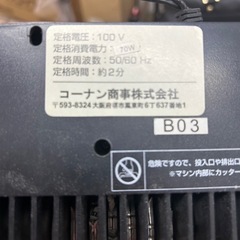 定格電圧：100 V
定格消費電力：
定格周波数：50/60 Hz
定格時間：約2分
コーナン商事株式会社
〒593-8324 大阪府堺市鳳東町6丁637番地1
B03
危険ですので、投入口や排出口
※マシン内部にカッター